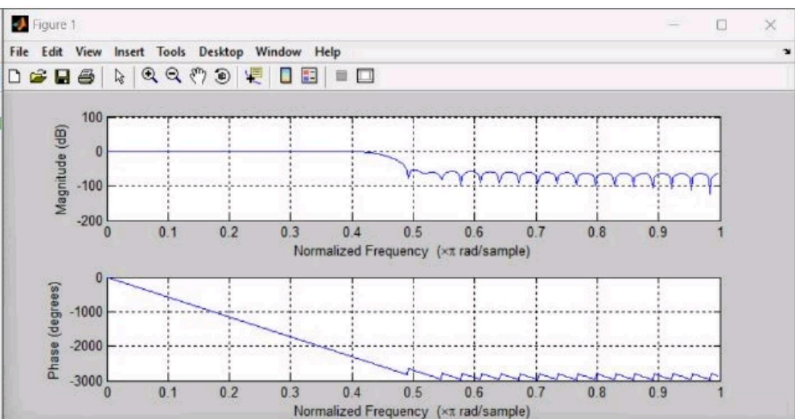 Figure 1
File Edit View Insert Tools Desktop Window Help
100
0
-100
-200
Magnitude (dB)
0 0.1 0.2 0.3 0.4 0.5 0.6 0.7 0.8 0.9 1
Normalized Frequency (×π rad/sample)
0
-1000
-2000
-3000
Phase (degrees)
0 0.1 0.2 0.3 0.4 0.5 0.6 0.7 0.8 0.9 1
Normalized Frequency (×π rad/sample)